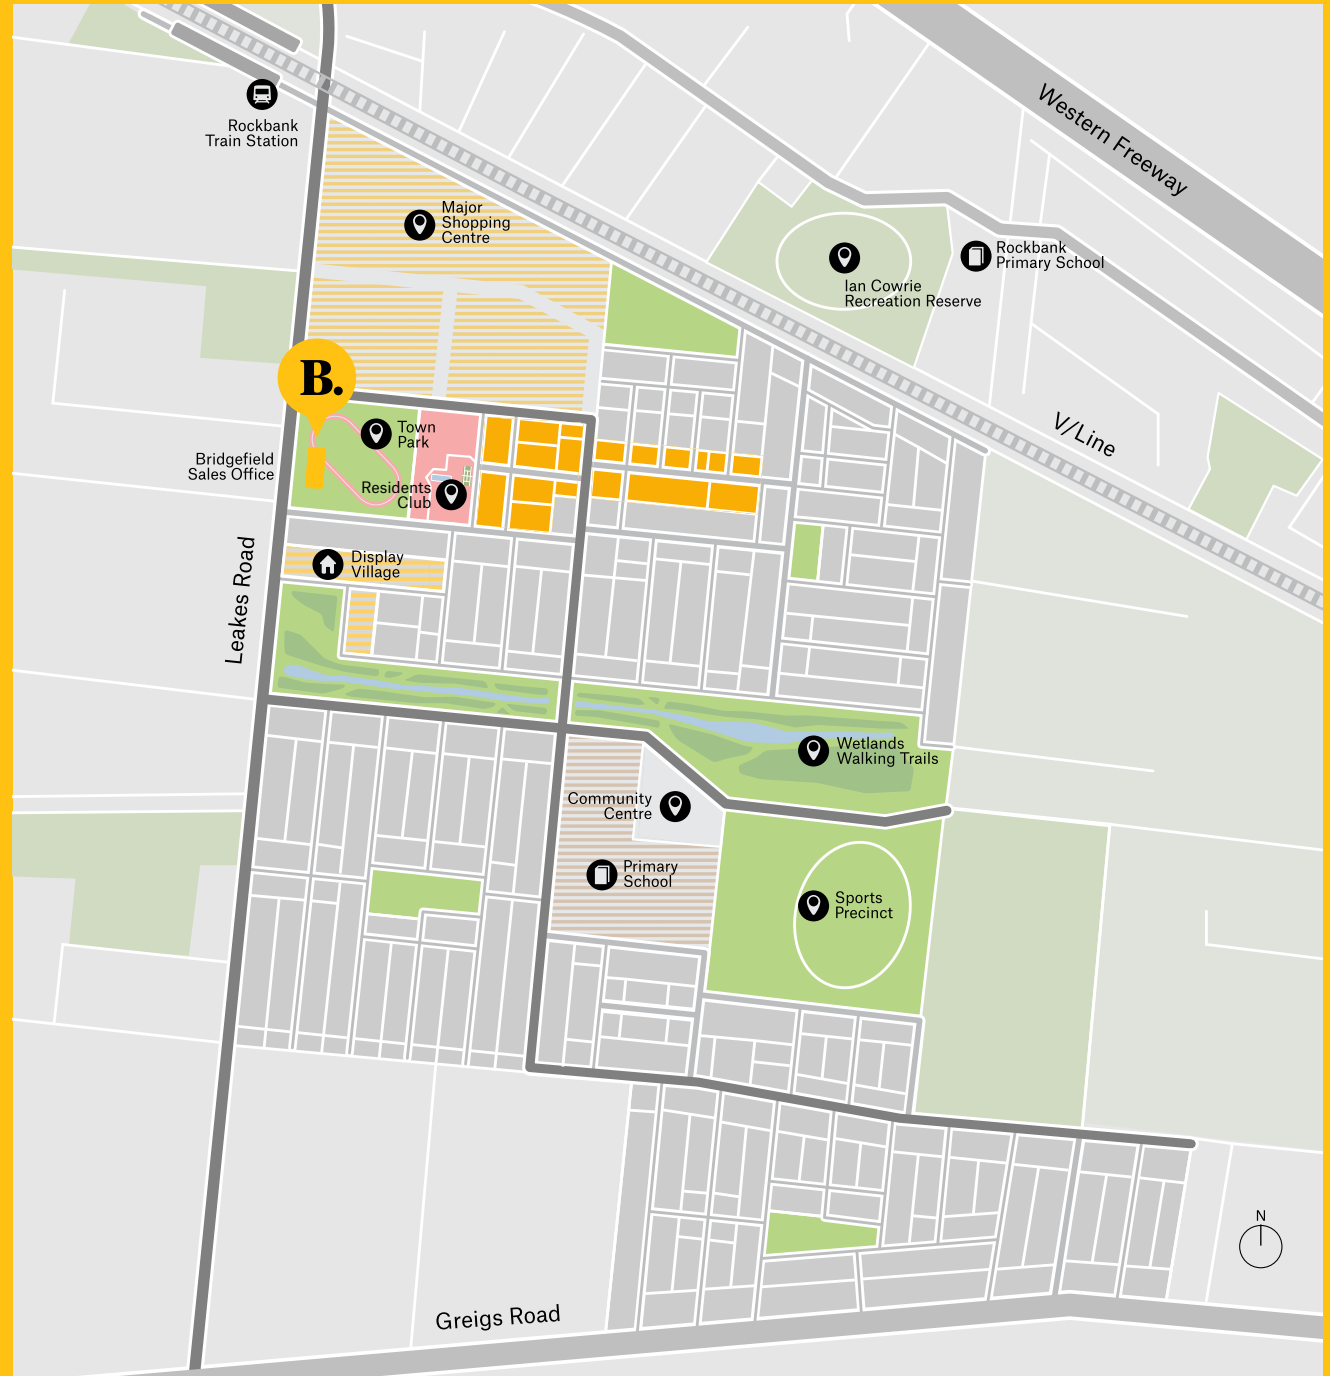 Western Freeway
Rockbank
Train Station
Major
Shopping
Centre
Rockbank
Primary School
Ian Cowrie
Recreation Reserve
B.
V/Line
Town
Park
Bridgefield
Sales Office
Residents
Club
Leakes Road
Display
Village
Wetlands
Walking Trails
Community
Centre
Primary
School
Sports
Precinct
N
Greigs Road